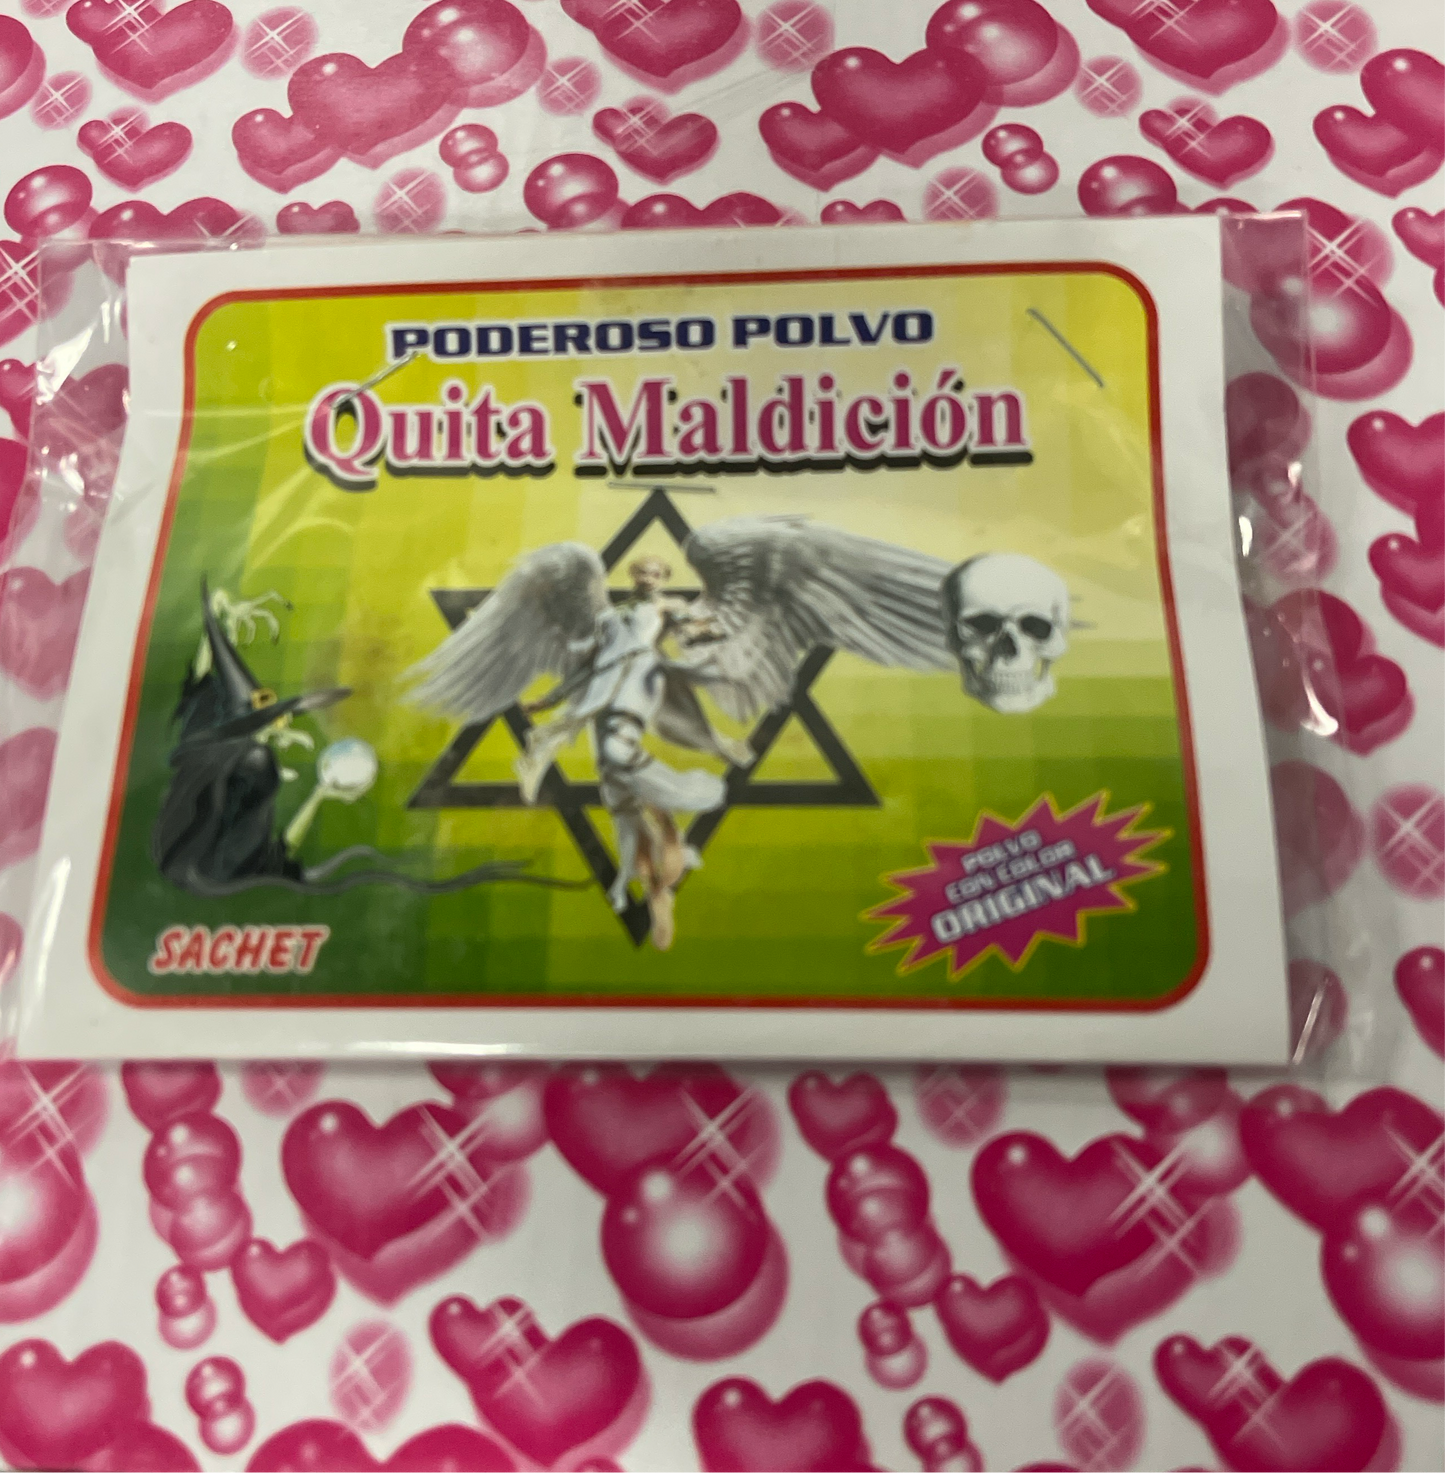 PODEROSO POLVO
Quita Maldición
SACHET
POLVO
CON COLOR
ORIGINAL